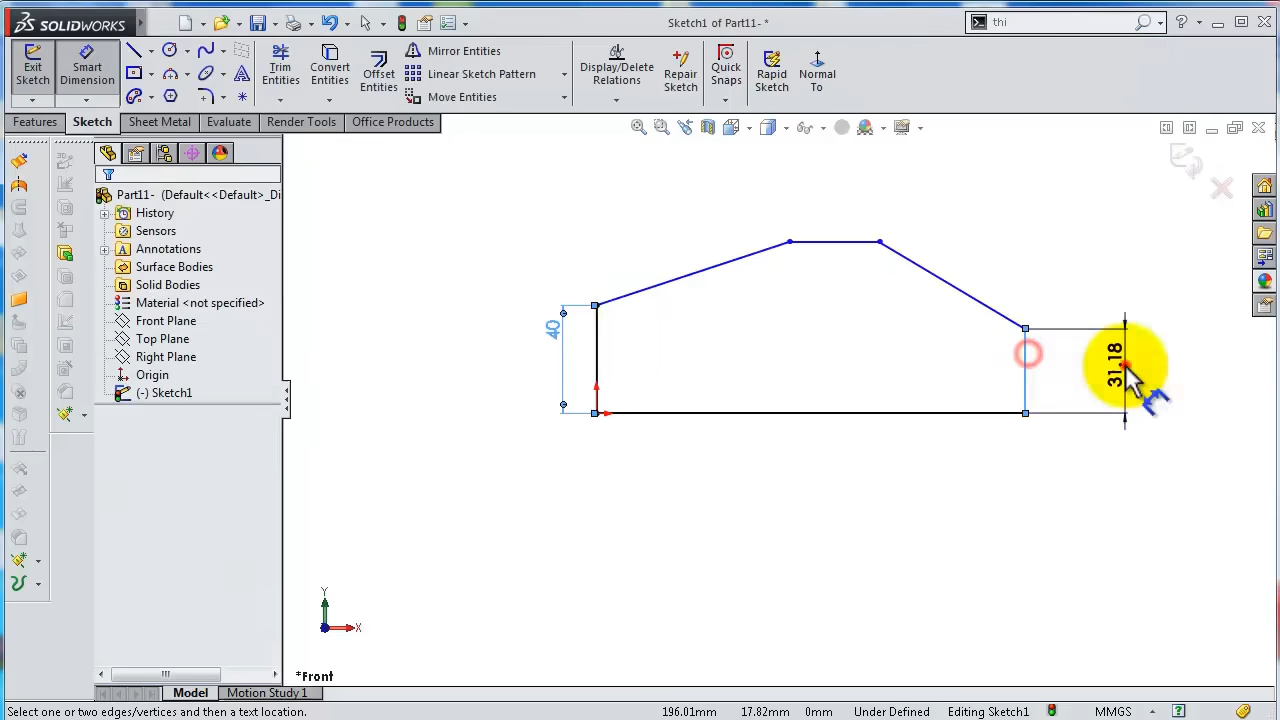 SOLIDWORKS
Sketch1 of Part11- *
thi
Exit Sketch
Smart Dimension
Trim Entities
Convert Entities
Offset Entities
Mirror Entities
Linear Sketch Pattern
Move Entities
Display/Delete Relations
Repair Sketch
Quick Snaps
Rapid Sketch
Normal To
Features Sketch Sheet Metal Evaluate Render Tools Office Products
Part11- (Default<<Default>_Di
History
Sensors
Annotations
Surface Bodies
Solid Bodies
Material <not specified>
Front Plane
Top Plane
Right Plane
Origin
(-) Sketch1
40
31.18
Y
X
*Front
Model Motion Study 1
Select one or two edges/vertices and then a text location. 196.01mm 17.82mm 0mm Under Defined Editing Sketch1 MMGS